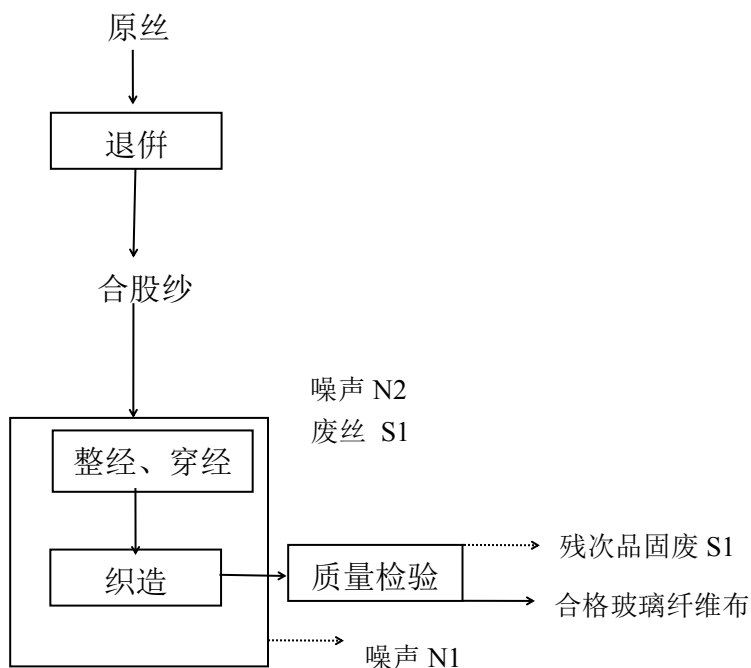 原丝
退倂
合股纱
噪声 N2
废丝 S1
整经、穿经
织造
质量检验
残次品固废 S1
合格玻璃纤维布
噪声 N1